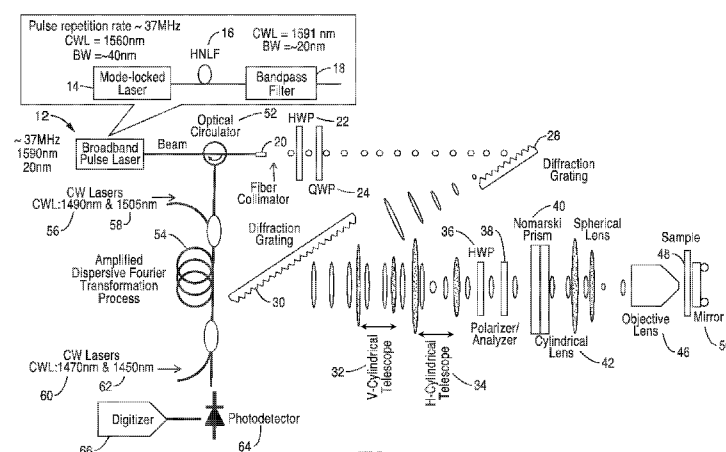 Pulse repetition rate ~ 37MHz
CWL = 1560nm
BW =~40nm
16
HNLF
CWL = 1591 nm
BW =~20nm
14
Mode-locked
Laser
Bandpass
Filter
18
12
~ 37MHz
1590nm
20nm
Broadband
Pulse Laser
Beam
Optical
Circulator
52
20
Fiber
Collimator
HWP
22
QWP
24
28
Diffraction
Grating
CW Lasers
CWL:1490nm & 1505nm
56
58
54
Amplified
Dispersive Fourier
Transformation
Process
Diffraction
Grating
30
V-Cylindrical
Telescope
32
H-Cylindrical
Telescope
34
36
HWP
38
Polarizer/
Analyzer
40
Nomarski
Prism
Spherical
Lens
Cylindrical
Lens
42
Objective
Lens
46
Sample
48
Mirror
CW Lasers
CWL:1470nm & 1450nm
60
62
Digitizer
66
Photodetector
64